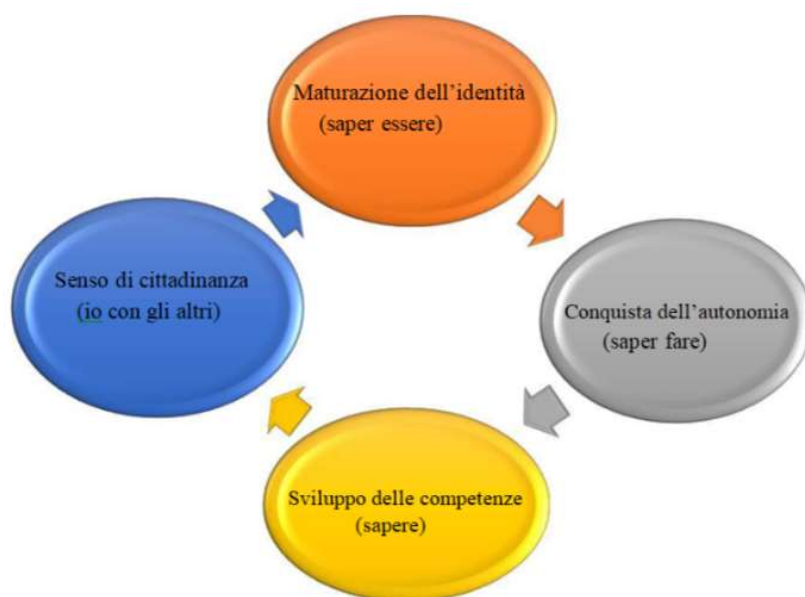 Maturazione dell’identità
(saper essere)
Senso di cittadinanza
(io con gli altri)
Conquista dell’autonomia
(saper fare)
Sviluppo delle competenze
(sapere)